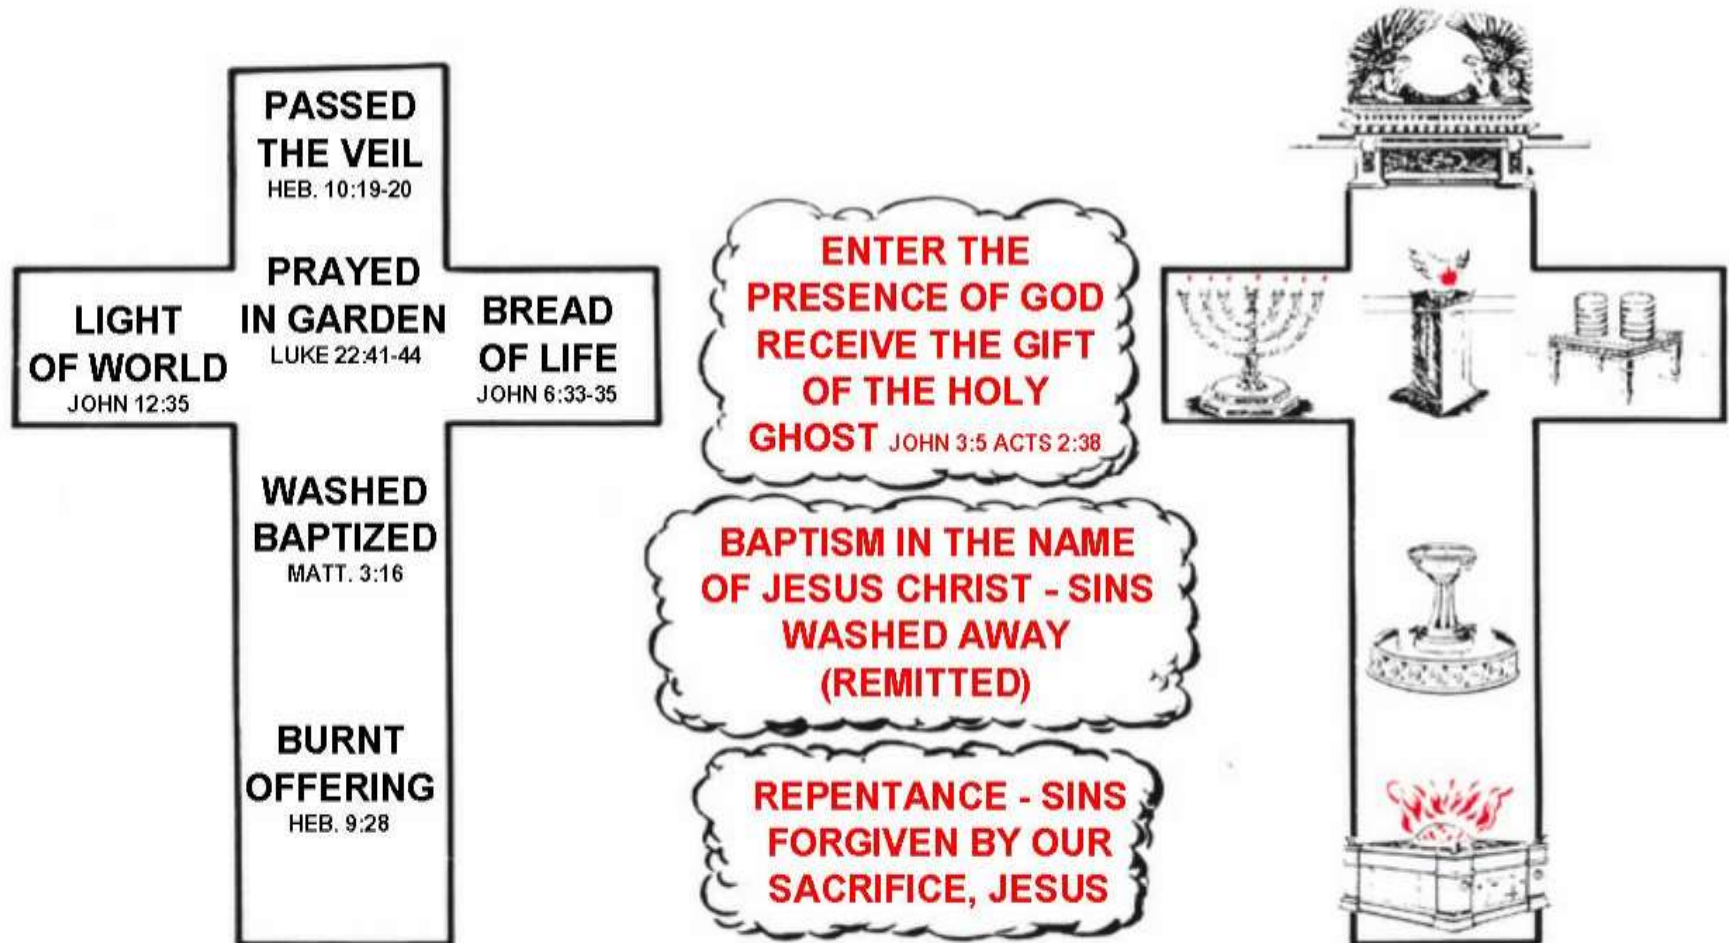 PASSED
THE VEIL
HEB. 10:19-20
PRAYED
IN GARDEN
LUKE 22:41-44
LIGHT
OF WORLD
JOHN 12:35
BREAD
OF LIFE
JOHN 6:33-35
WASHED
BAPTIZED
MATT. 3:16
BURNT
OFFERING
HEB. 9:28
ENTER THE
PRESENCE OF GOD
RECEIVE THE GIFT
OF THE HOLY
GHOST JOHN 3:5 ACTS 2:38
BAPTISM IN THE NAME
OF JESUS CHRIST - SINS
WASHED AWAY
(REMITTED)
REPENTANCE - SINS
FORGIVEN BY OUR
SACRIFICE, JESUS